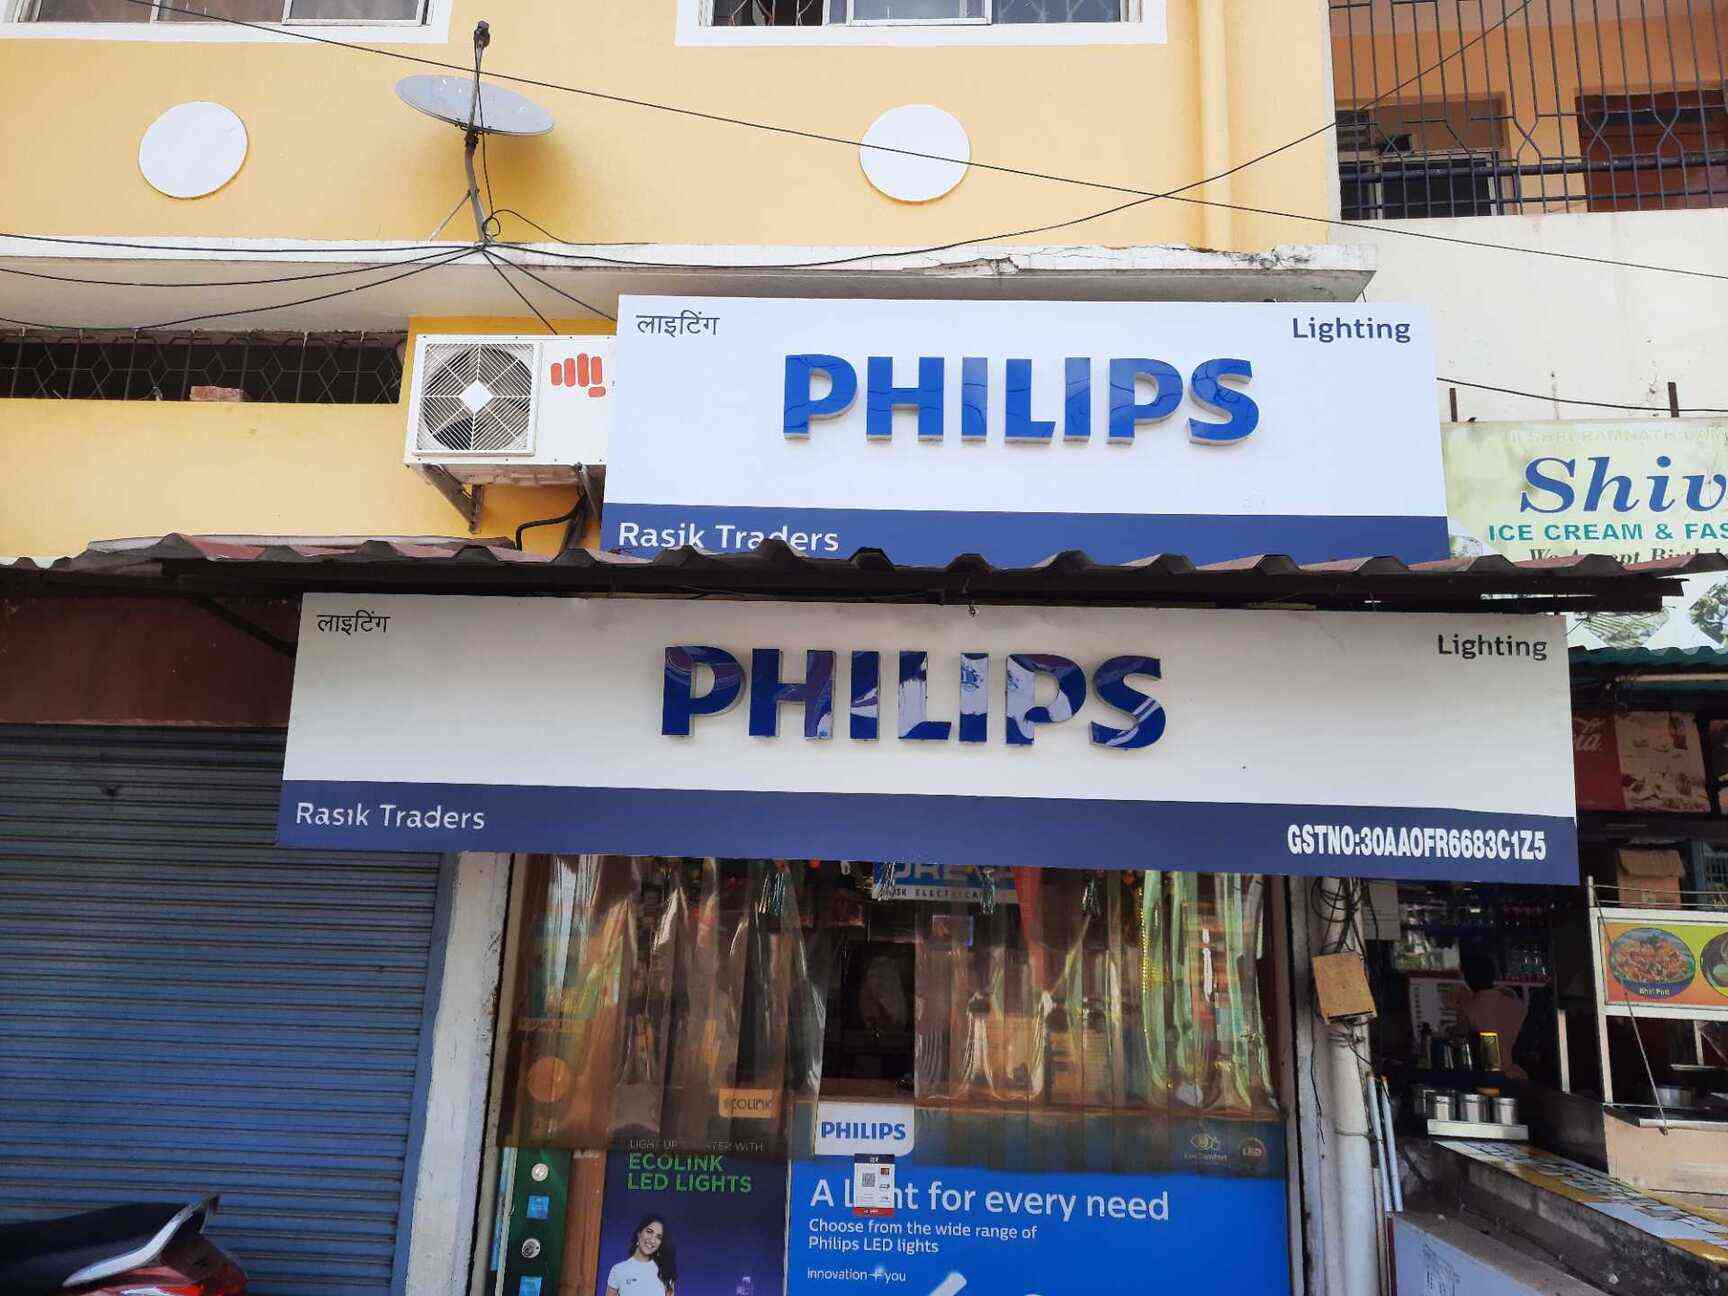 लाइटिंग
Lighting
PHILIPS
Rasik Traders
Shiv
ICE CREAM & FAS
लाइटिंग
Lighting
PHILIPS
Rasik Traders
GSTNO:30AAOFR6683C1Z5
ECOLINK
LED LIGHTS
PHILIPS
A for every need
Choose from the wide range of
Philips LED lights
innovation+you
LED